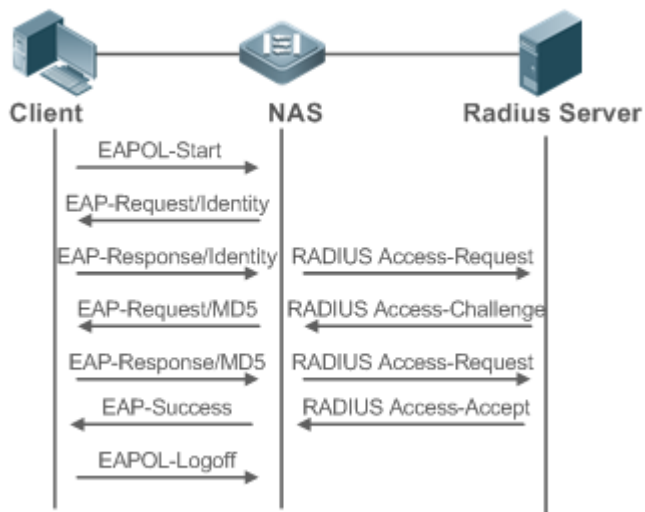 Client NAS Radius Server
EAPOL-Start
EAP-Request/Identity
EAP-Response/Identity RADIUS Access-Request
EAP-Request/MD5 RADIUS Access-Challenge
EAP-Response/MD5 RADIUS Access-Request
EAP-Success RADIUS Access-Accept
EAPOL-Logoff